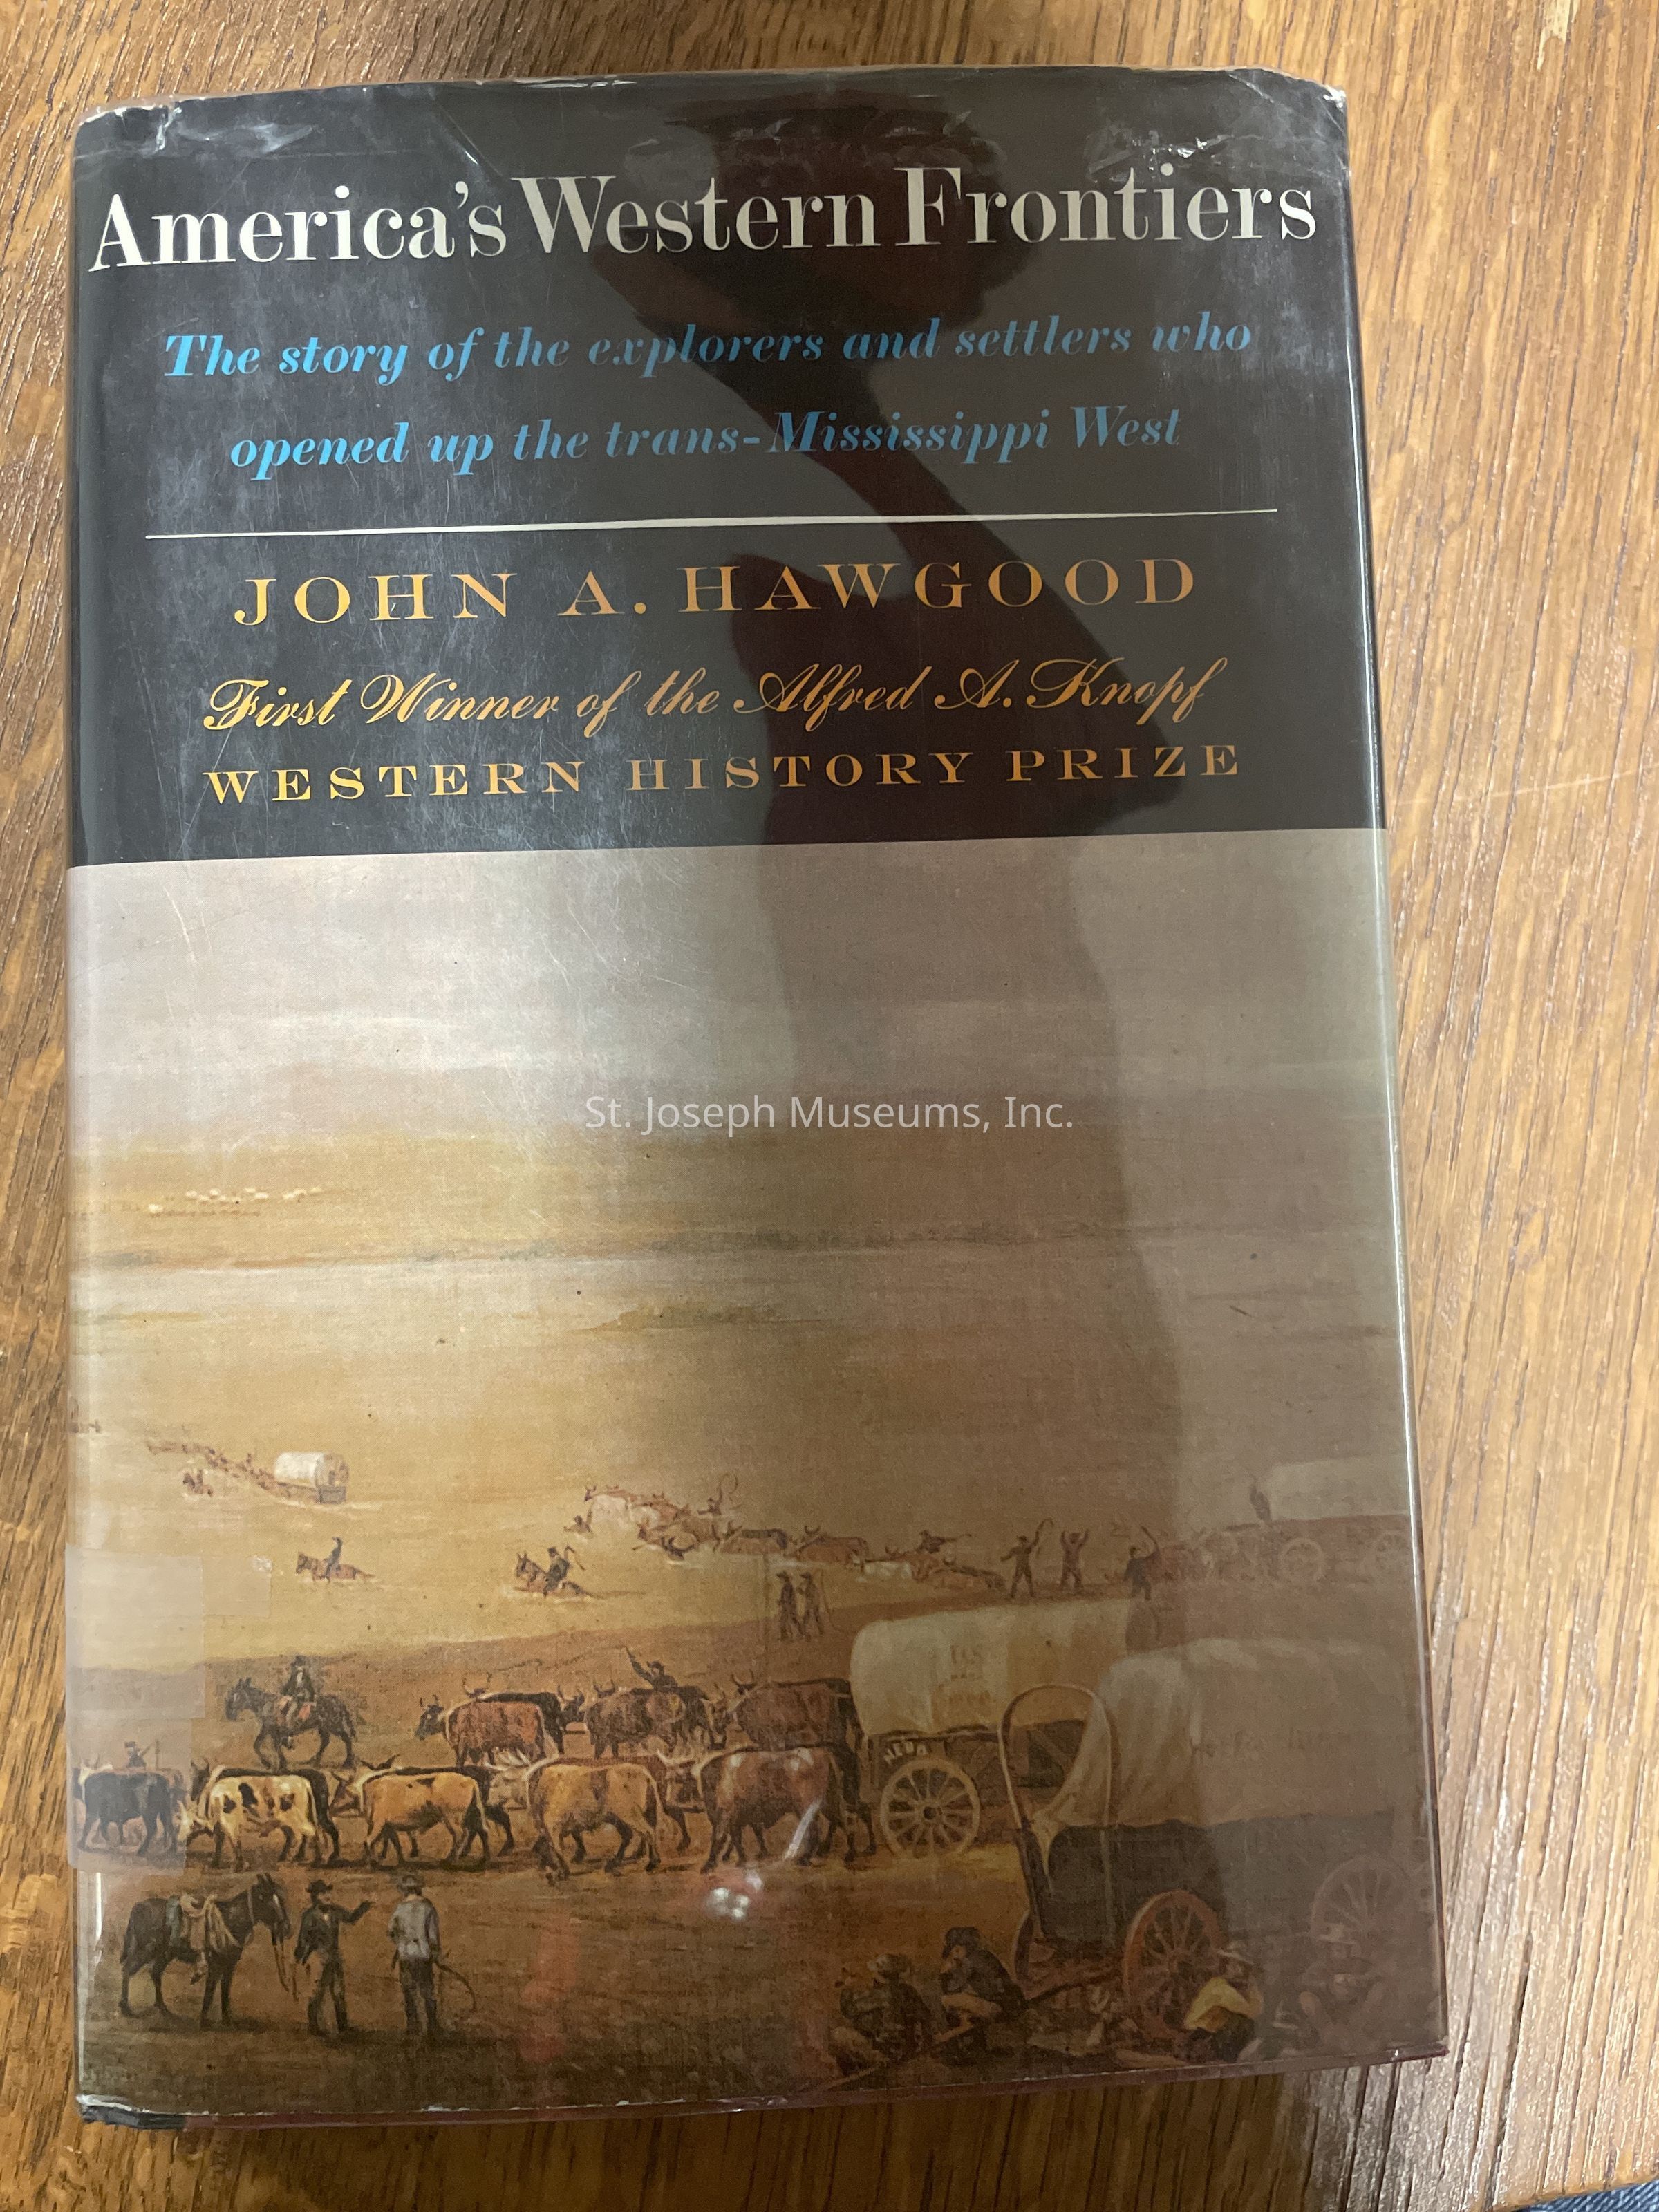 America's Western Frontiers
The story of the explorers and settlers who
opened up the trans-Mississippi West
JOHN A. HAWGOOD
First Winner of the Alfred A. Knopf
WESTERN HISTORY PRIZE
St. Joseph Museums, Inc.